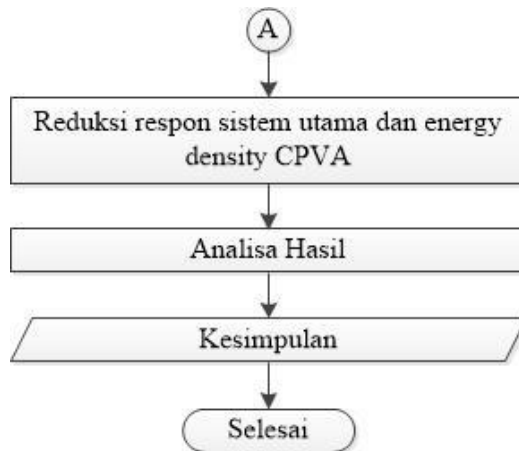 A
Reduksi respon sistem utama dan energy
density CPVA
Analisa Hasil
Kesimpulan
Selesai